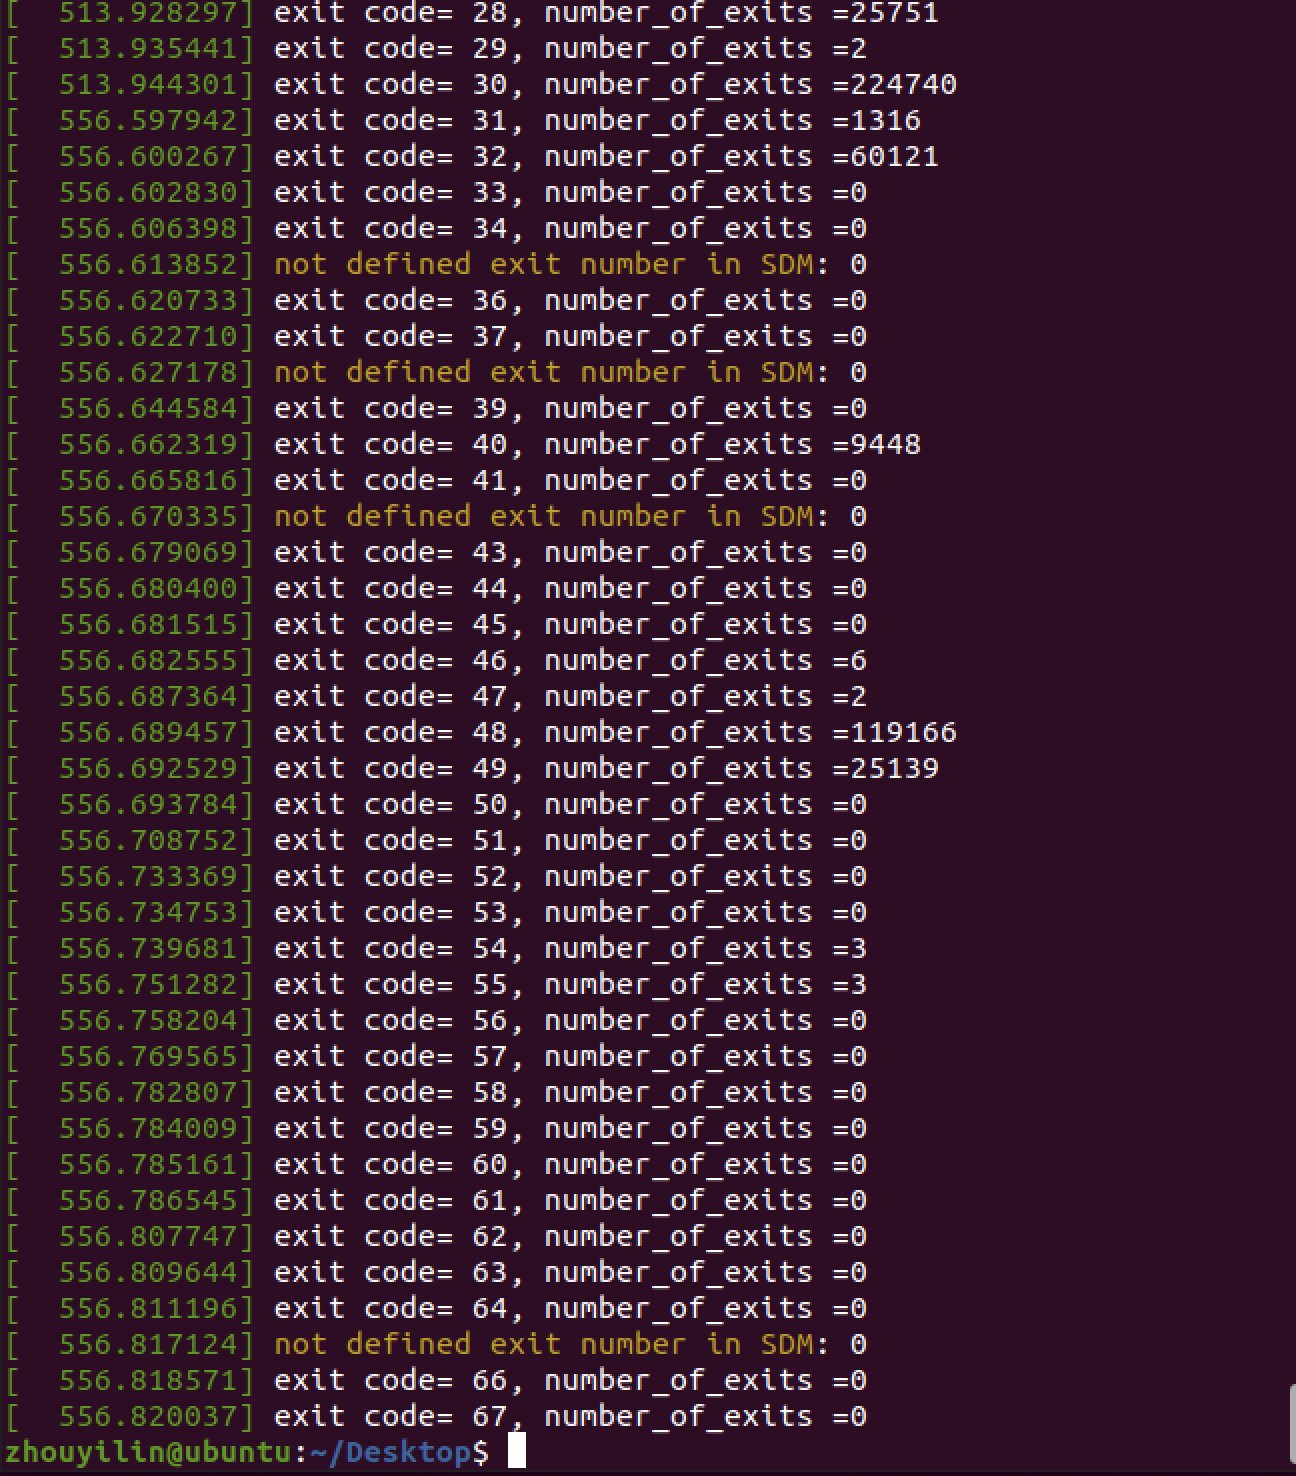 [  513.928297] exit code= 28, number_of_exits =25751
[  513.935441] exit code= 29, number_of_exits =2
[  513.944301] exit code= 30, number_of_exits =224740
[  556.597942] exit code= 31, number_of_exits =1316
[  556.600267] exit code= 32, number_of_exits =60121
[  556.602830] exit code= 33, number_of_exits =0
[  556.606398] exit code= 34, number_of_exits =0
[  556.613852] not defined exit number in SDM: 0
[  556.620733] exit code= 36, number_of_exits =0
[  556.622710] exit code= 37, number_of_exits =0
[  556.627178] not defined exit number in SDM: 0
[  556.644584] exit code= 39, number_of_exits =0
[  556.662319] exit code= 40, number_of_exits =9448
[  556.665816] exit code= 41, number_of_exits =0
[  556.670335] not defined exit number in SDM: 0
[  556.679069] exit code= 43, number_of_exits =0
[  556.680400] exit code= 44, number_of_exits =0
[  556.681515] exit code= 45, number_of_exits =0
[  556.682555] exit code= 46, number_of_exits =6
[  556.687364] exit code= 47, number_of_exits =2
[  556.689457] exit code= 48, number_of_exits =119166
[  556.692529] exit code= 49, number_of_exits =25139
[  556.693784] exit code= 50, number_of_exits =0
[  556.708752] exit code= 51, number_of_exits =0
[  556.733369] exit code= 52, number_of_exits =0
[  556.734753] exit code= 53, number_of_exits =0
[  556.739681] exit code= 54, number_of_exits =3
[  556.751282] exit code= 55, number_of_exits =3
[  556.758204] exit code= 56, number_of_exits =0
[  556.769565] exit code= 57, number_of_exits =0
[  556.782807] exit code= 58, number_of_exits =0
[  556.784009] exit code= 59, number_of_exits =0
[  556.785161] exit code= 60, number_of_exits =0
[  556.786545] exit code= 61, number_of_exits =0
[  556.807747] exit code= 62, number_of_exits =0
[  556.809644] exit code= 63, number_of_exits =0
[  556.811196] exit code= 64, number_of_exits =0
[  556.817124] not defined exit number in SDM: 0
[  556.818571] exit code= 66, number_of_exits =0
[  556.820037] exit code= 67, number_of_exits =0
zhouyilin@ubuntu:~/Desktop$